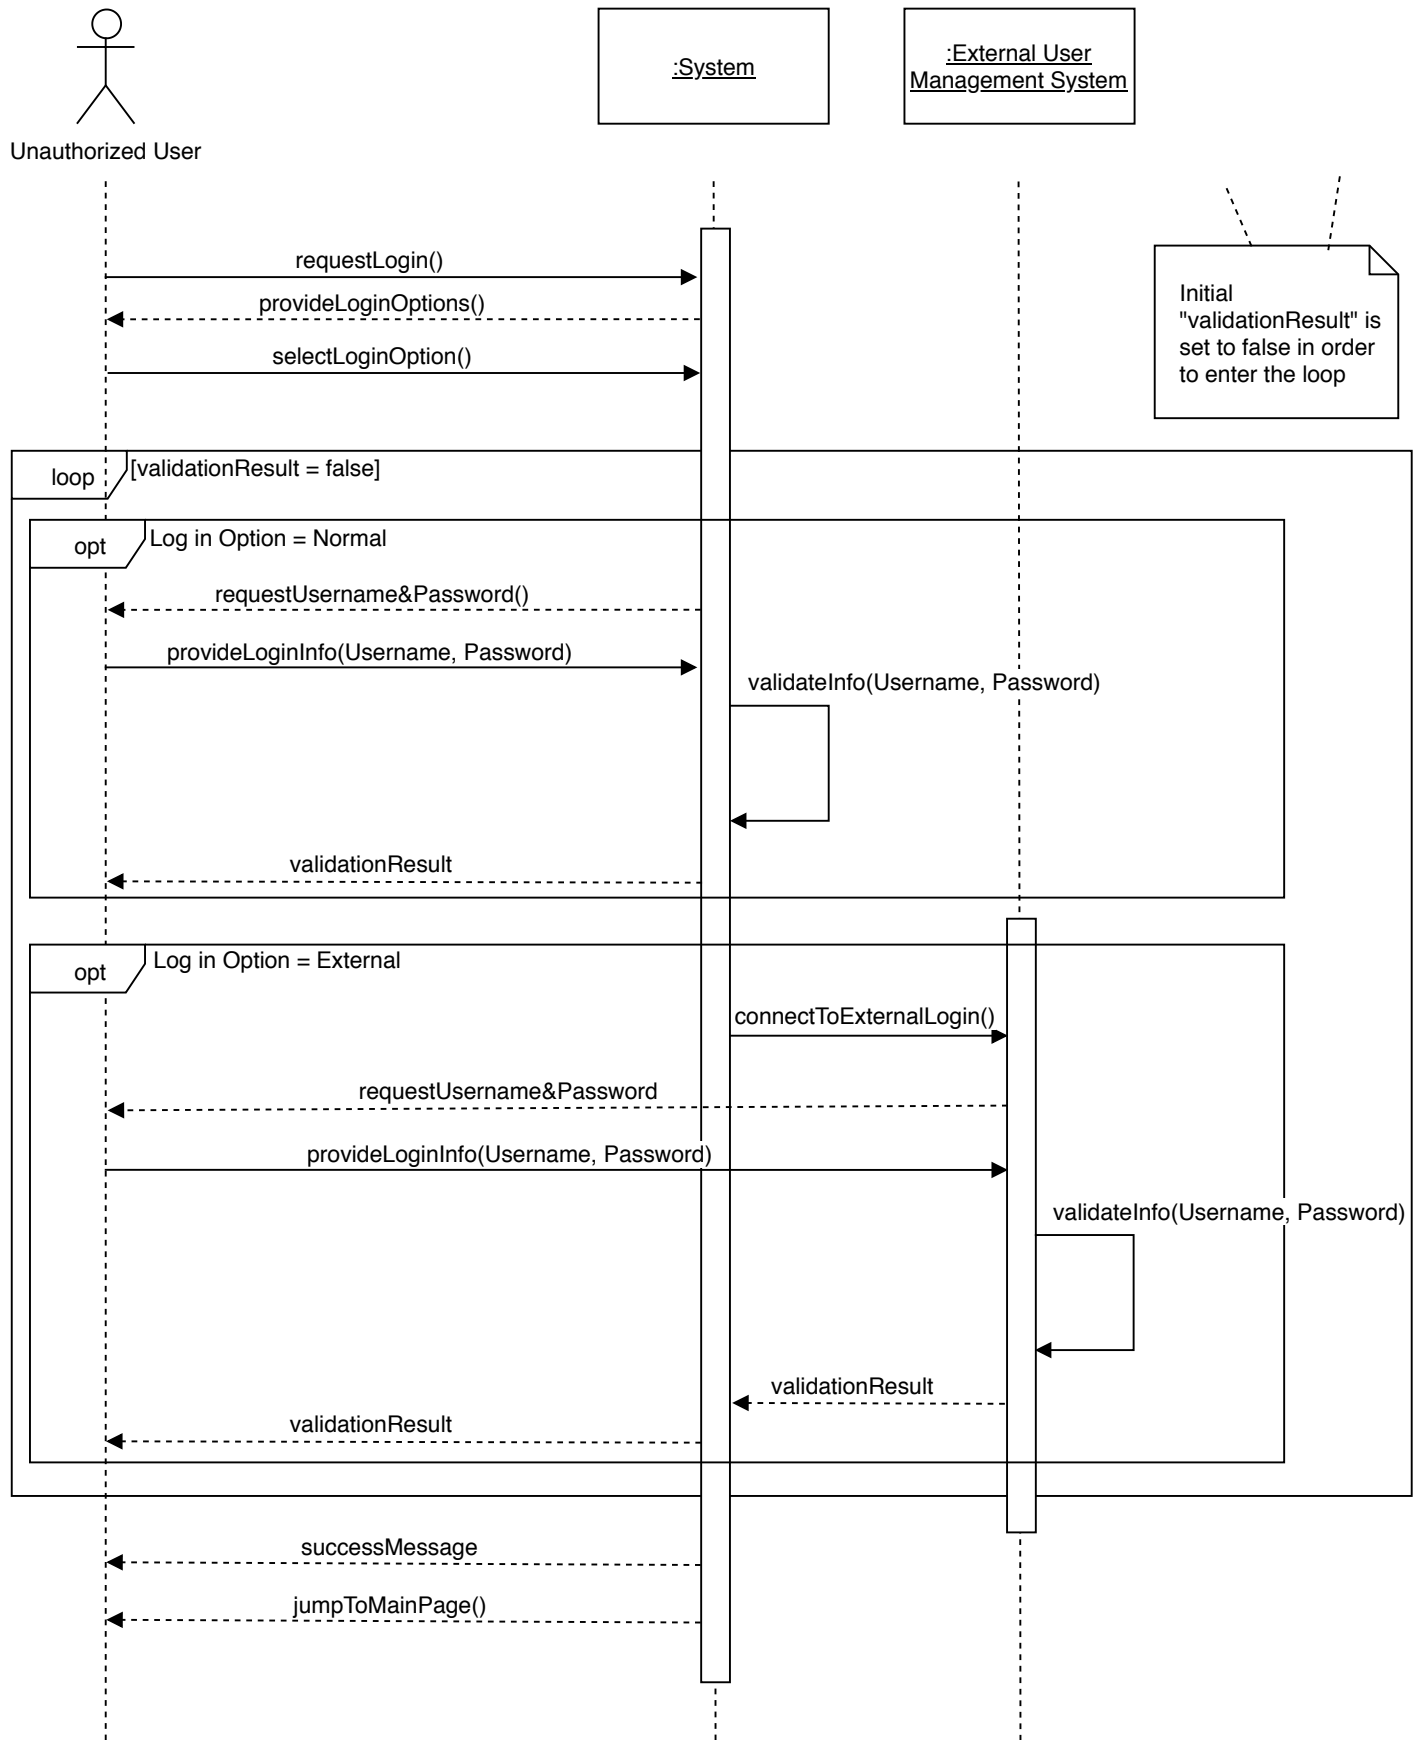 :System
:External User
Management System
Unauthorized User
requestLogin()
provideLoginOptions()
selectLoginOption()
Initial
"validationResult" is
set to false in order
to enter the loop
loop
[validationResult = false]
opt
Log in Option = Normal
requestUsername&Password()
provideLoginInfo(Username, Password)
validateInfo(Username, Password)
validationResult
opt
Log in Option = External
connectToExternalLogin()
requestUsername&Password
provideLoginInfo(Username, Password)
validateInfo(Username, Password)
validationResult
validationResult
successMessage
jumpToMainPage()